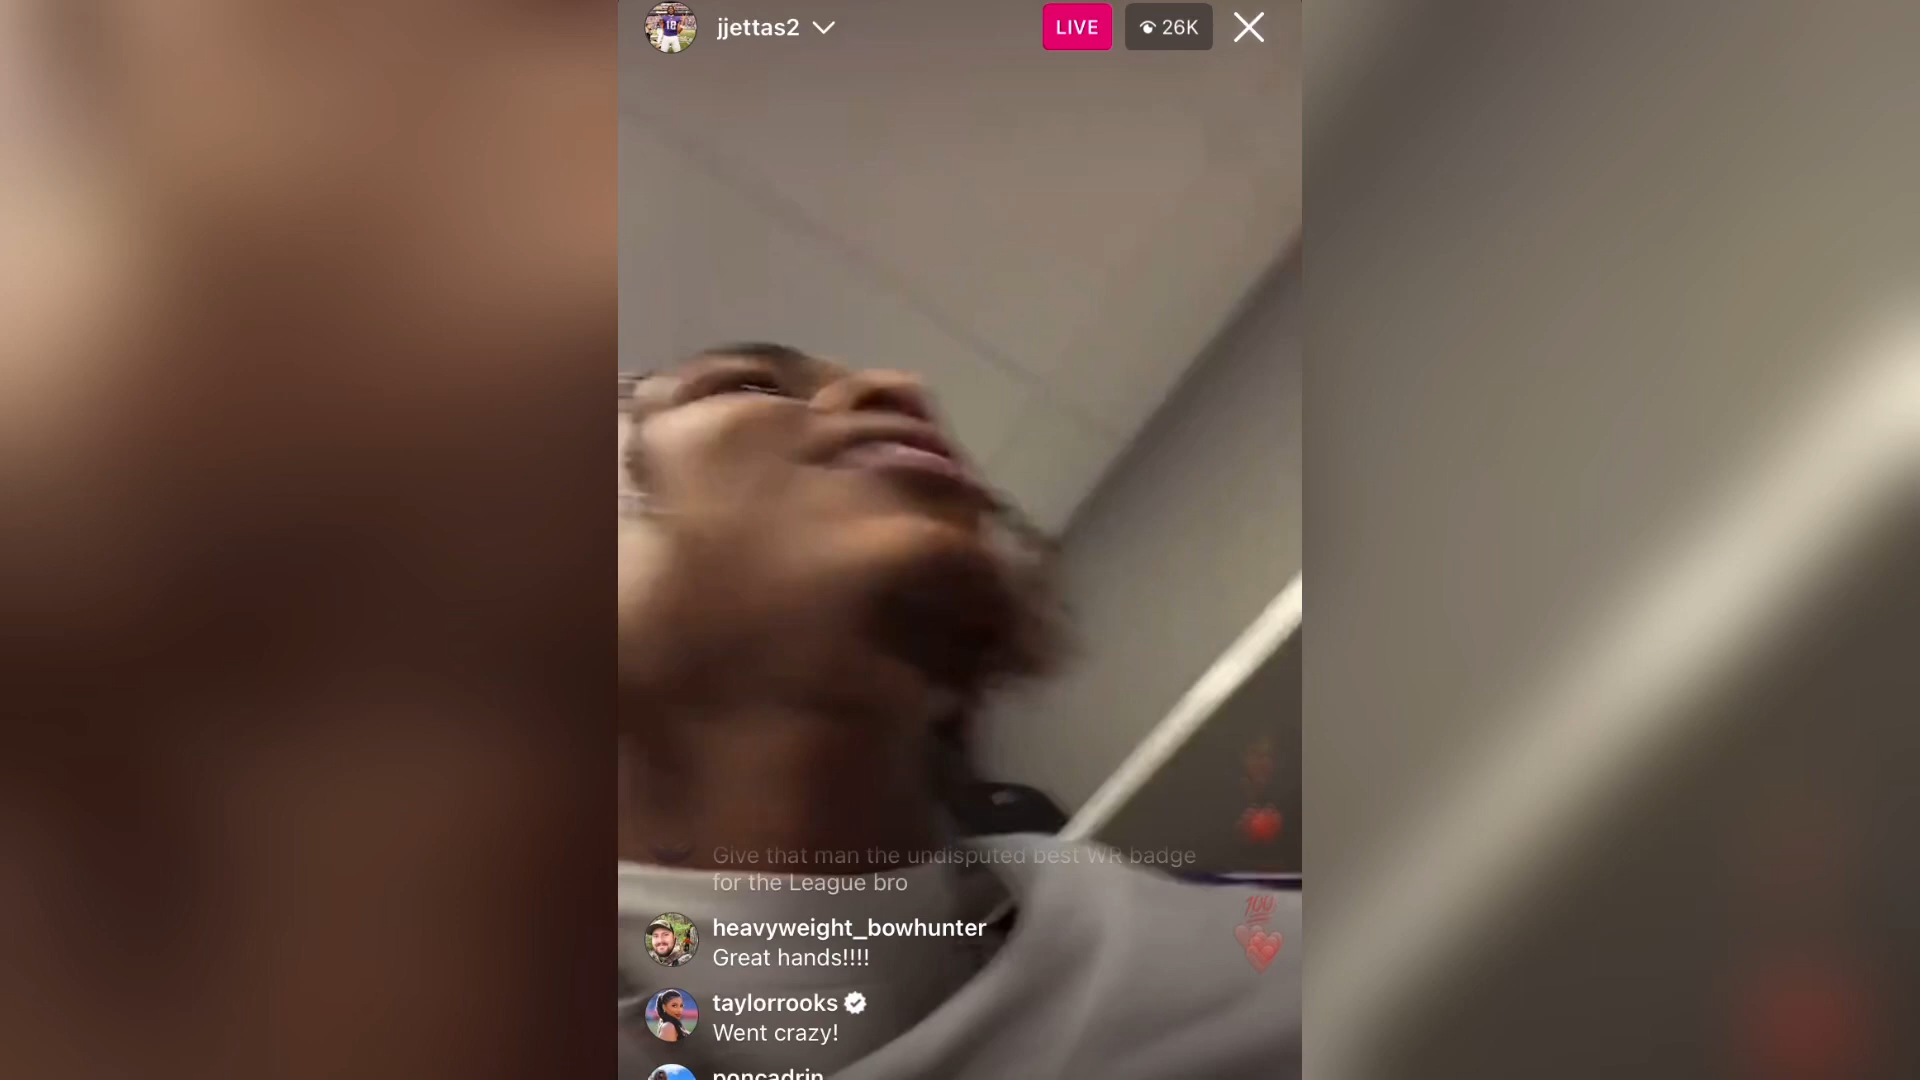 jjettas2
LIVE
26K
Give that man the undisputed best WR badge
for the League bro
heavyweight_bowhunter
Great hands!!!!
taylorrooks
Went crazy!
poncadrin